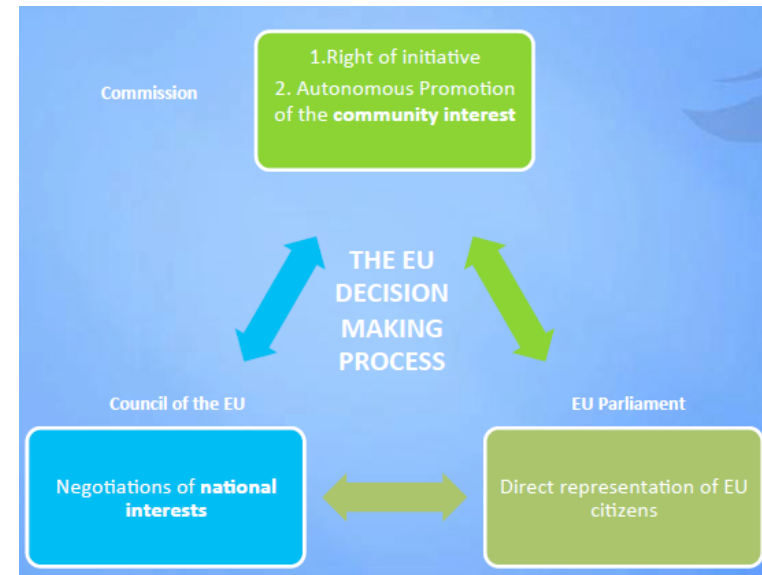 1.Right of initiative
2. Autonomous Promotion
of the community interest
Commission
THE EU
DECISION
MAKING
PROCESS
Council of the EU
EU Parliament
Negotiations of national
interests
Direct representation of EU
citizens